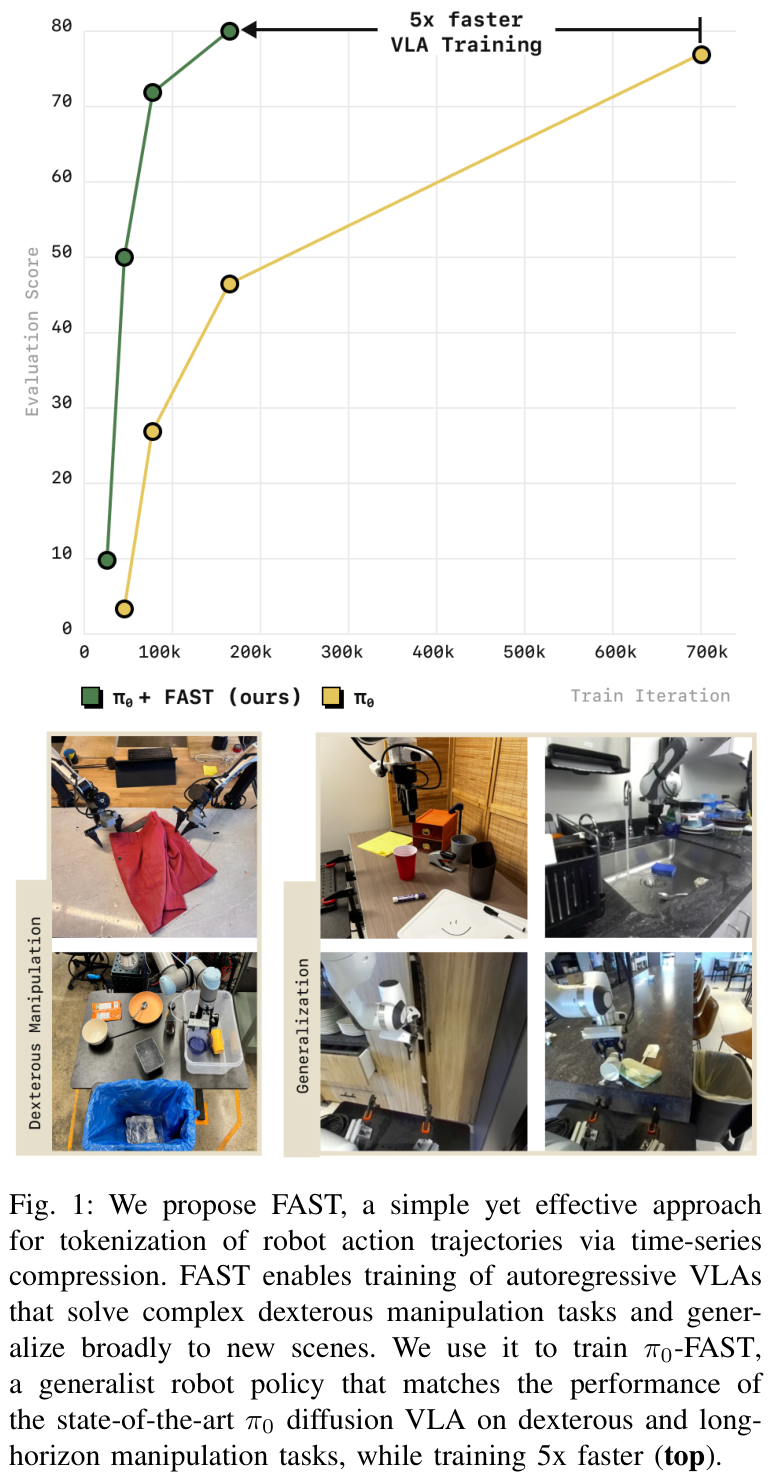 5x faster
VLA Training
80
70
60
50
40
30
20
10
0
Evaluation Score
0 100k 200k 300k 400k 500k 600k 700k
π₀ + FAST (ours) π₀ Train Iteration
Dexterous Manipulation
Generalization
Fig. 1: We propose FAST, a simple yet effective approach
for tokenization of robot action trajectories via time-series
compression. FAST enables training of autoregressive VLAs
that solve complex dexterous manipulation tasks and gener-
alize broadly to new scenes. We use it to train π₀-FAST,
a generalist robot policy that matches the performance of
the state-of-the-art π₀ diffusion VLA on dexterous and long-
horizon manipulation tasks, while training 5x faster (top).